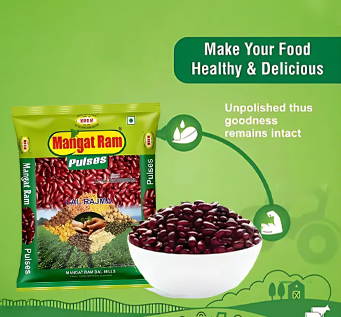 Make Your Food
Healthy & Delicious
Unpolished thus
goodness
remains intact
MRDM
Mangat Ram
Pulses
LAL RAJMA
MANGAT RAM DAL MILLS
Mangat Ram Pulses
Pulses